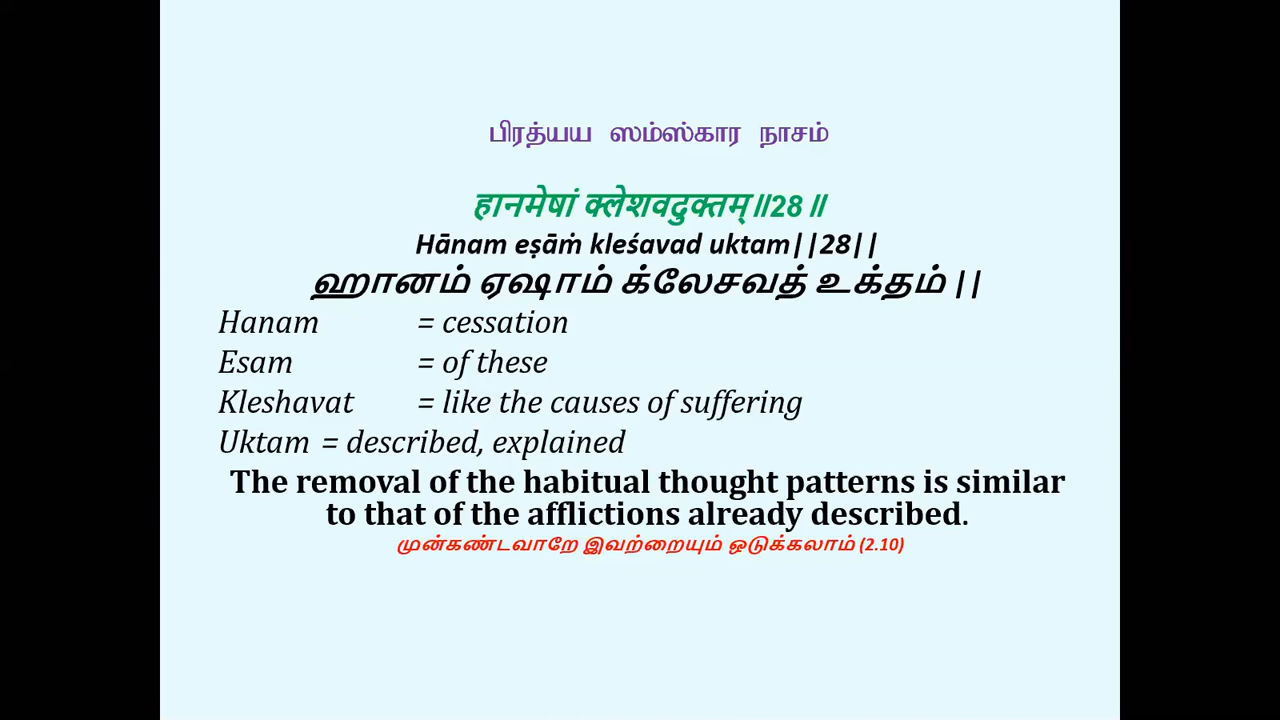 பிரத்யய ஸம்ஸ்கார நாசம்
हानमेषां क्लेशवदुक्तम्॥28॥
Hānam eṣāṁ kleśavad uktam||28||
ஹானம் ஏஷாம் க்லேசவத் உக்தம் ||
Hanam = cessation
Esam = of these
Kleshavat = like the causes of suffering
Uktam = described, explained
The removal of the habitual thought patterns is similar
to that of the afflictions already described.
முன்கண்டவாறே இவற்றையும் ஒடுக்கலாம் (2.10)